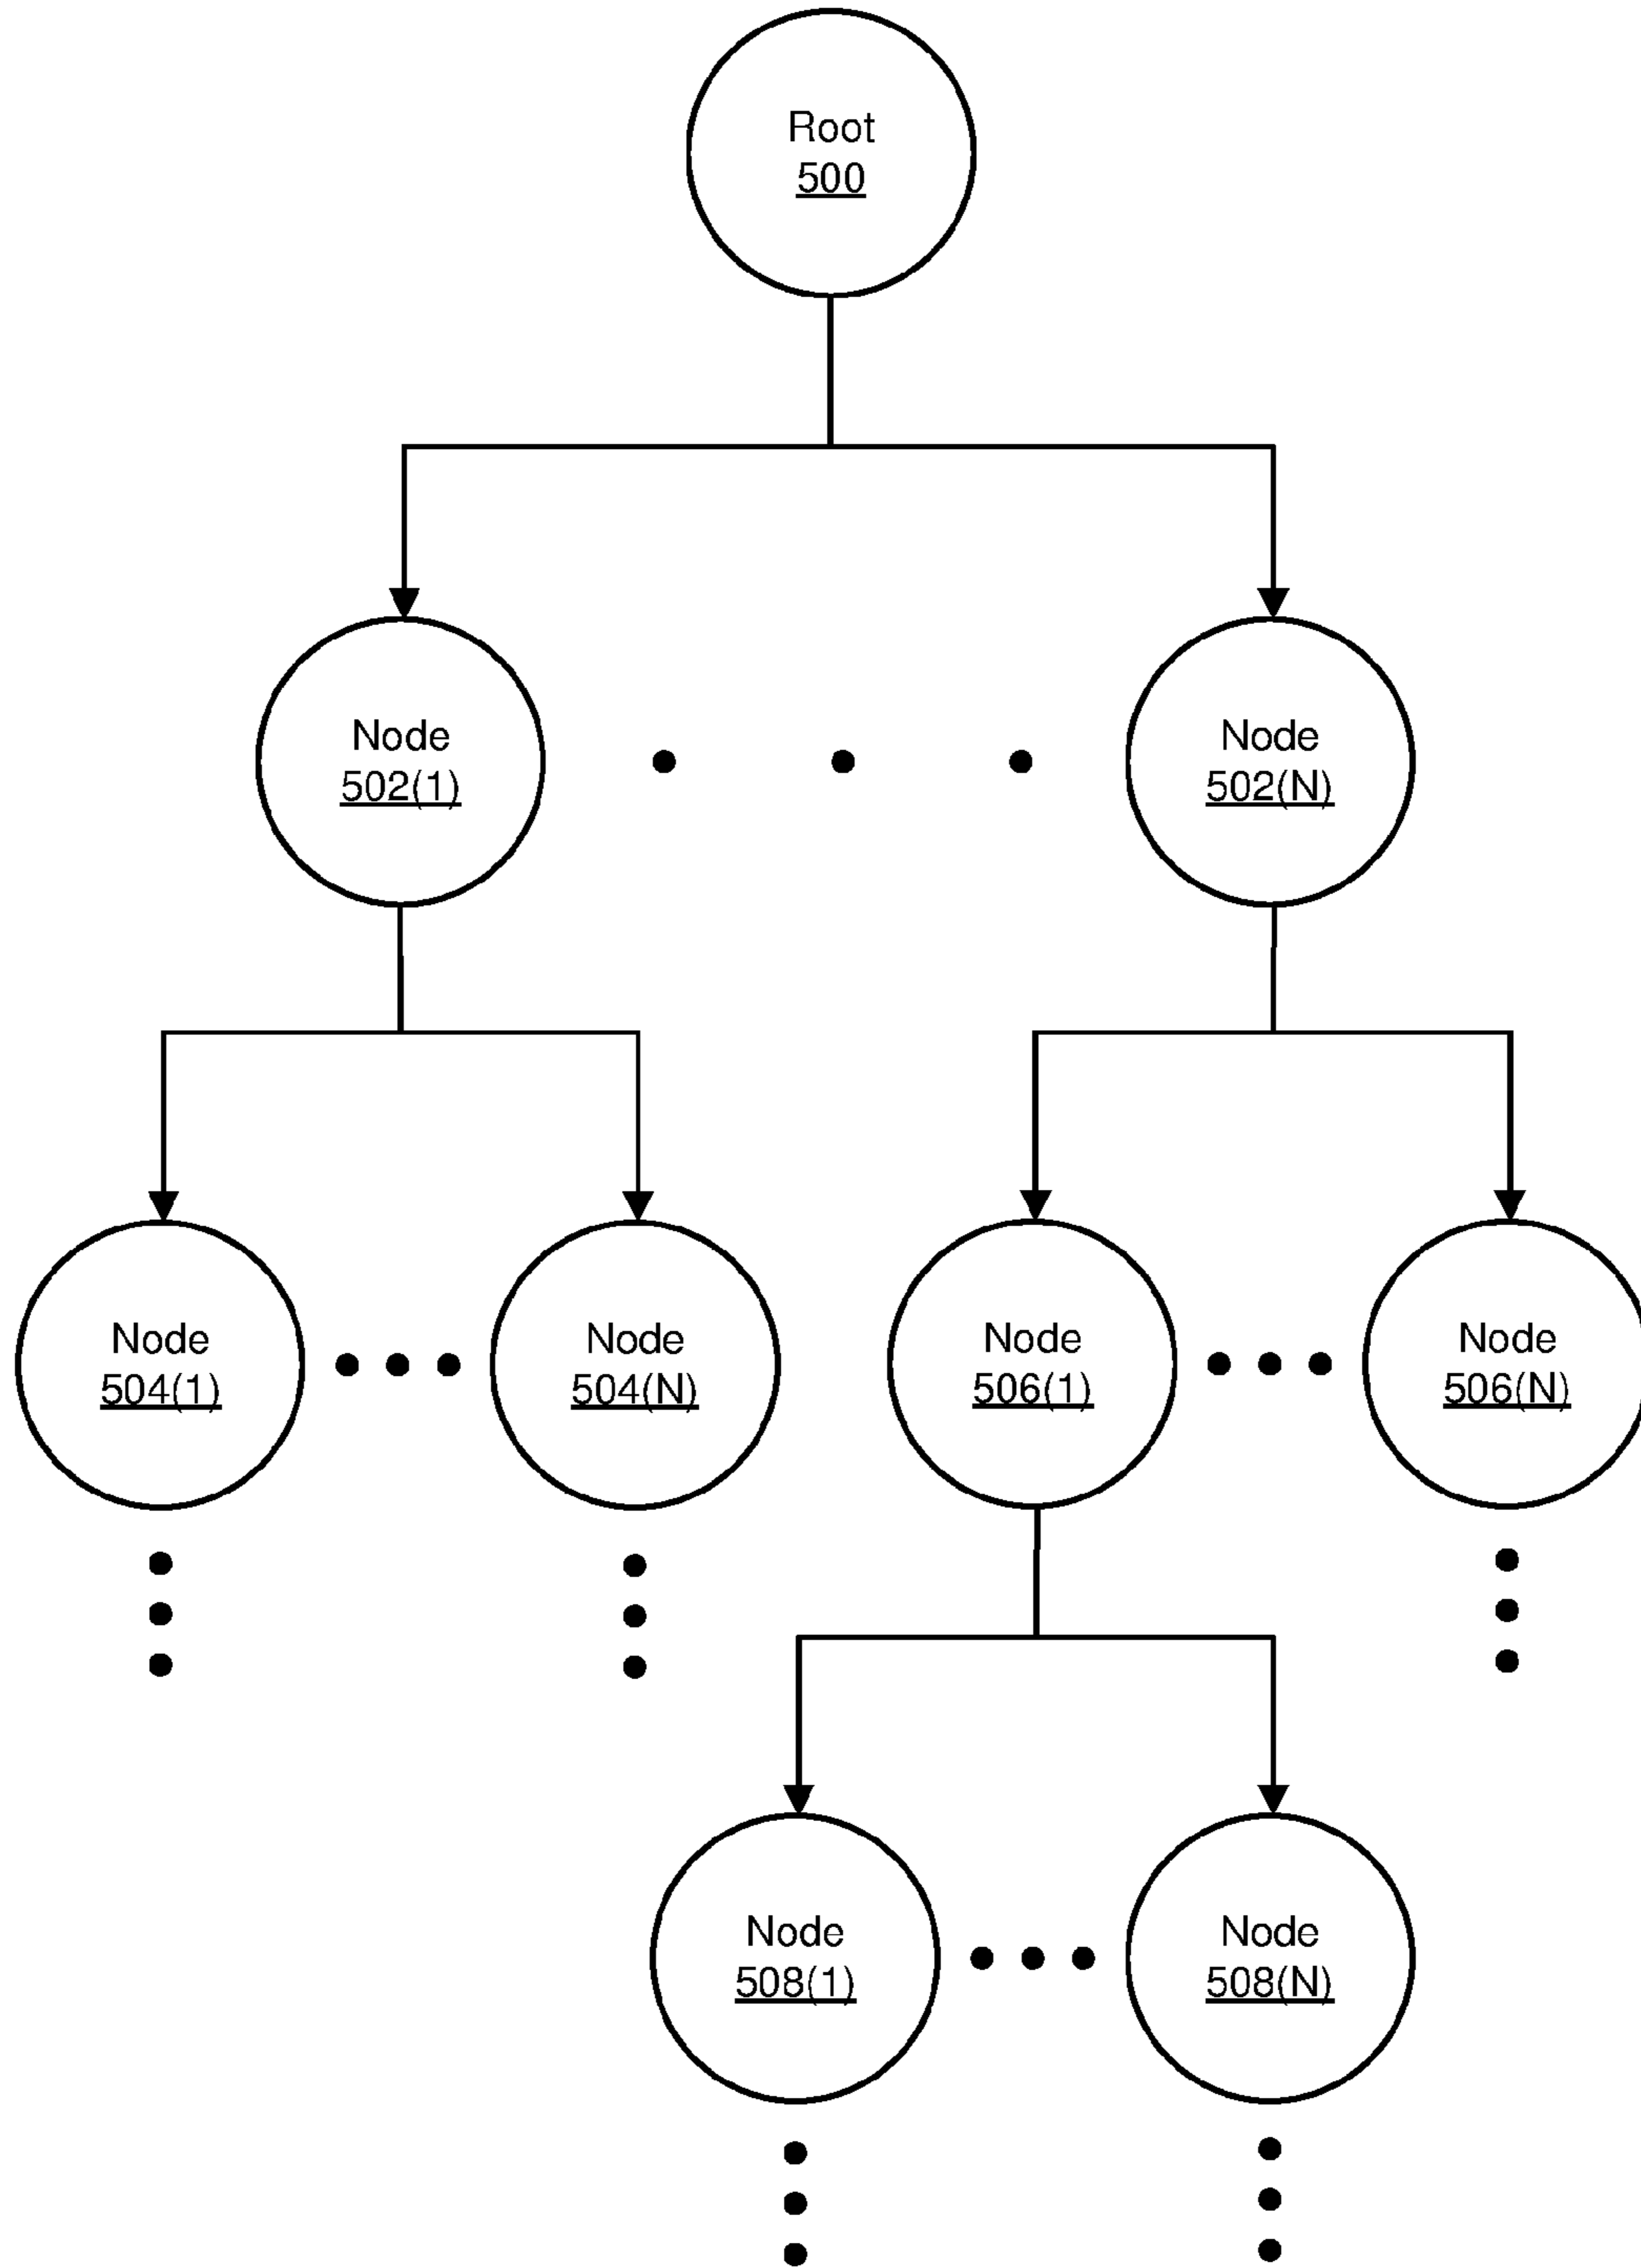 Root
500
Node
502(1)
Node
502(N)
Node
504(1)
Node
504(N)
Node
506(1)
Node
506(N)
Node
508(1)
Node
508(N)